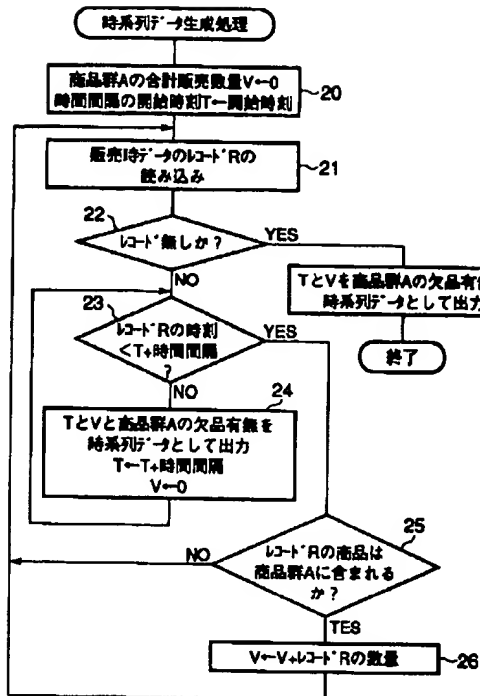 時系列データ生成処理
商品群Aの合計販売数量V←0
時間間隔の開始時刻T←開始時刻
20
販売時データのレコードRの
読み込み
21
22
レコード無しか?
YES
NO
TとVを商品群Aの欠品有
時系列データとして出力
終了
23
レコードRの時刻
<T+時間間隔
?
YES
NO
24
TとVと商品群Aの欠品有無を
時系列データとして出力
T←T+時間間隔
V←0
25
レコードRの商品は
商品群Aに含まれる
か?
NO
TES
V←V+レコードRの数量
26